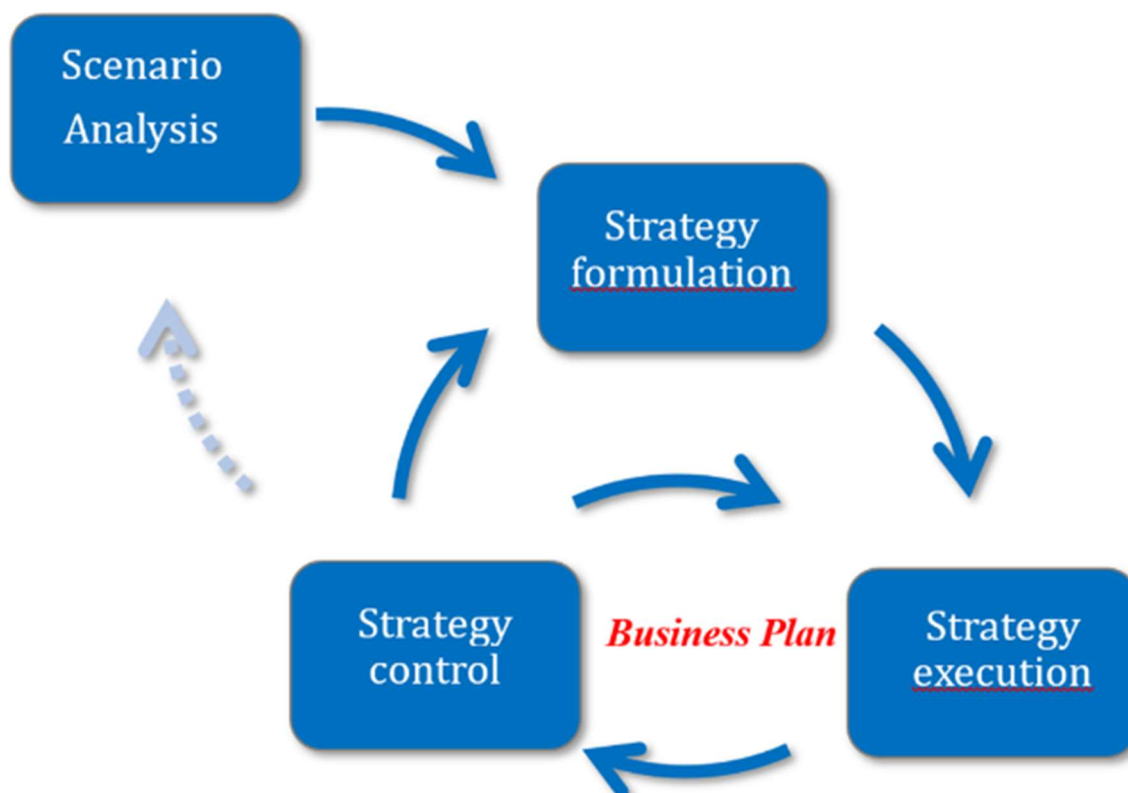 Scenario
Analysis
Strategy
formulation
Strategy
control
Business Plan
Strategy
execution